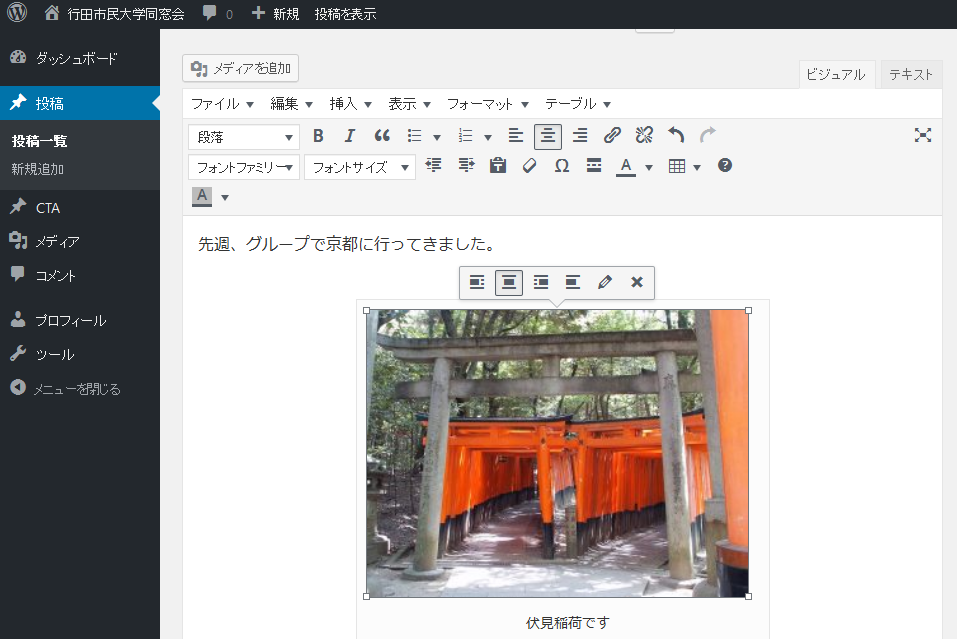 行田市民大学同窓会 0 新規 投稿を表示
ダッシュボード
投稿
投稿一覧
新規追加
CTA
メディア
コメント
プロフィール
ツール
メニューを閉じる
メディアを追加
ビジュアル テキスト
ファイル 編集 挿入 表示 フォーマット テーブル
段落 B I
フォントファミリー フォントサイズ Ω A
A
先週、グループで京都に行ってきました。
伏見稲荷です